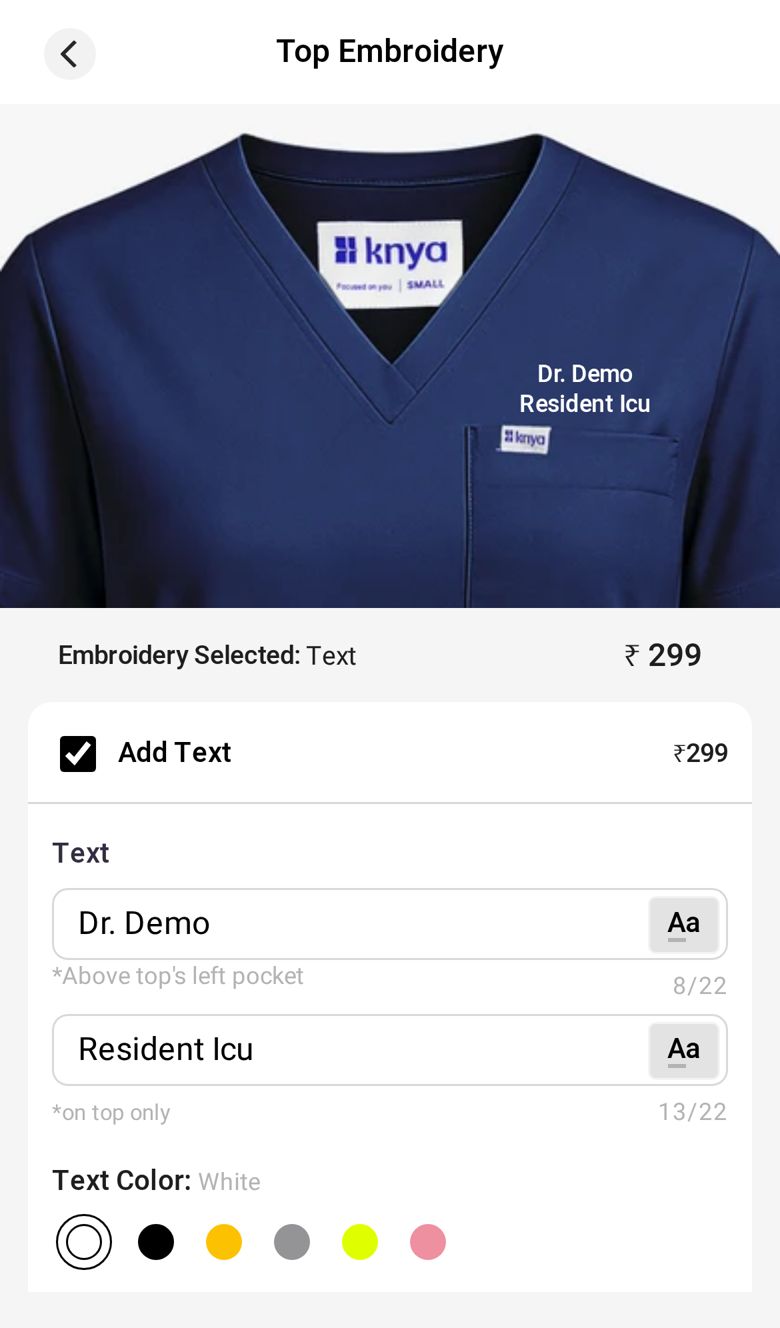 Top Embroidery
knya
Focused on you | SMALL
Dr. Demo
Resident Icu
knya
Embroidery Selected: Text
₹ 299
Add Text
₹299
Text
Dr. Demo
Aa
*Above top's left pocket
8/22
Resident Icu
Aa
*on top only
13/22
Text Color: White